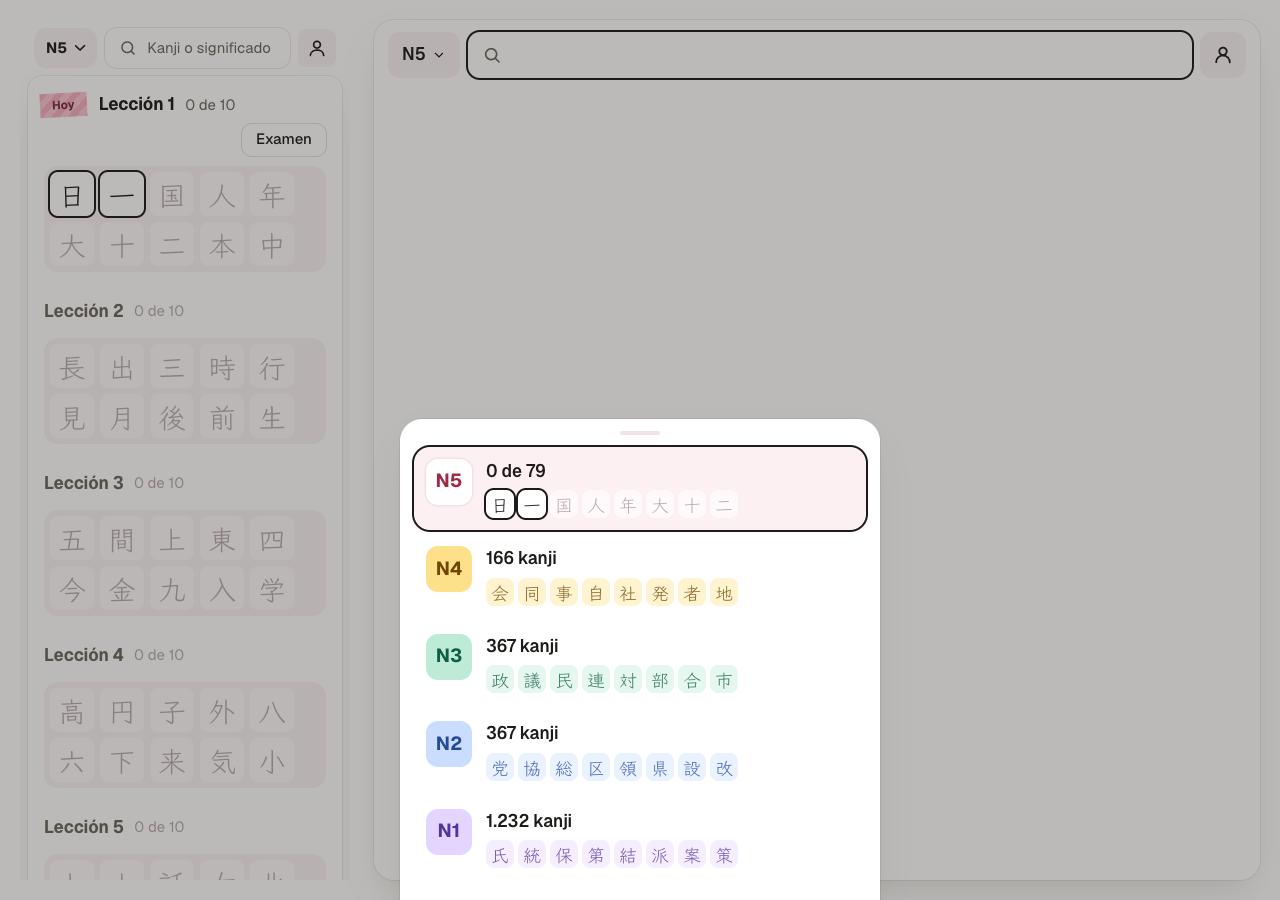 N5 Kanji o significado
Hoy Lección 1 0 de 10
Examen
日 一 国 人 年
大 十 二 本 中
Lección 2 0 de 10
長 出 三 時 行
見 月 後 前 生
Lección 3 0 de 10
五 間 上 東 四
今 金 九 入 学
Lección 4 0 de 10
高 円 子 外 八
六 下 来 気 小
Lección 5 0 de 10
N5
N5 0 de 79
日 一 国 人 年 大 十 二
N4 166 kanji
会 同 事 自 社 発 者 地
N3 367 kanji
政 議 民 連 対 部 合 市
N2 367 kanji
党 協 総 区 領 県 設 改
N1 1.232 kanji
氏 統 保 第 結 派 案 策